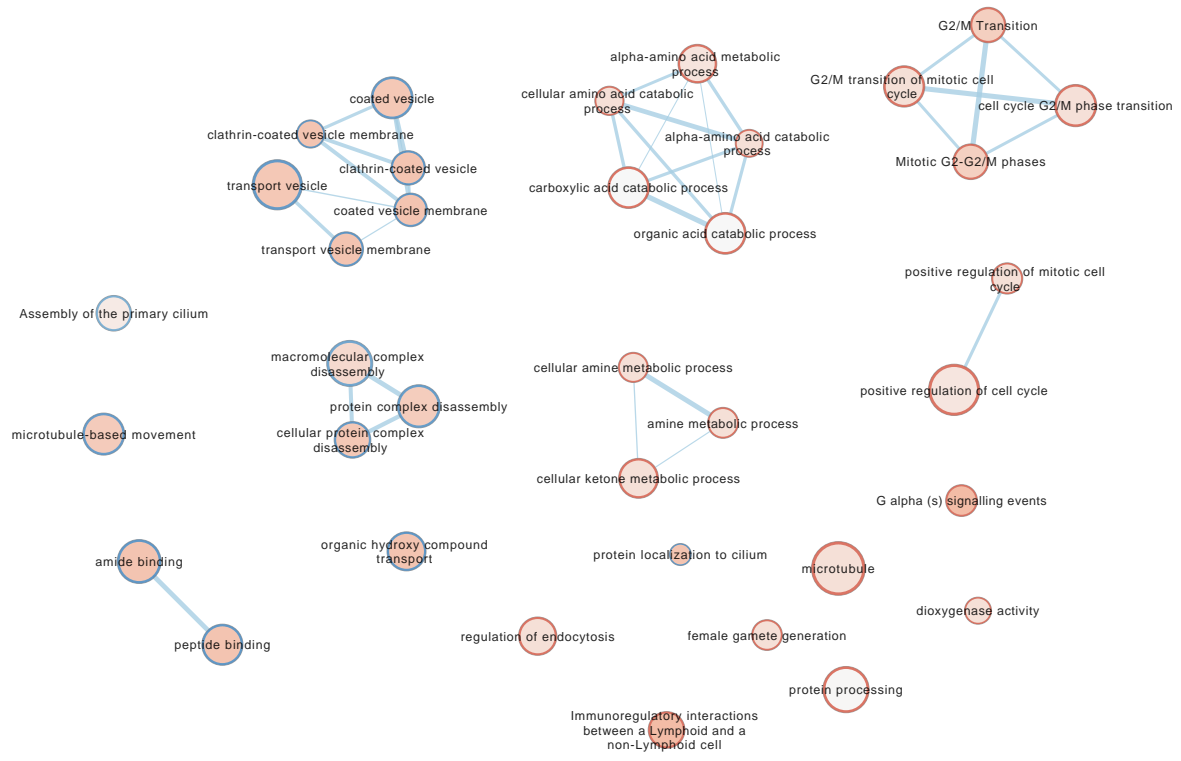 G2/M Transition
alpha-amino acid metabolic
process
G2/M transition of mitotic cell
cycle
cellular amino acid catabolic
process
coated vesicle
cell cycle G2/M phase transition
clathrin-coated vesicle membrane
alpha-amino acid catabolic
process
Mitotic G2-G2/M phases
clathrin-coated vesicle
transport vesicle
carboxylic acid catabolic process
coated vesicle membrane
organic acid catabolic process
transport vesicle membrane
positive regulation of mitotic cell
cycle
Assembly of the primary cilium
macromolecular complex
disassembly
cellular amine metabolic process
positive regulation of cell cycle
protein complex disassembly
amine metabolic process
microtubule-based movement
cellular protein complex
disassembly
cellular ketone metabolic process
G alpha (s) signalling events
organic hydroxy compound
transport
protein localization to cilium
amide binding
microtubule
dioxygenase activity
regulation of endocytosis
female gamete generation
peptide binding
protein processing
Immunoregulatory interactions
between a Lymphoid and a
non-Lymphoid cell